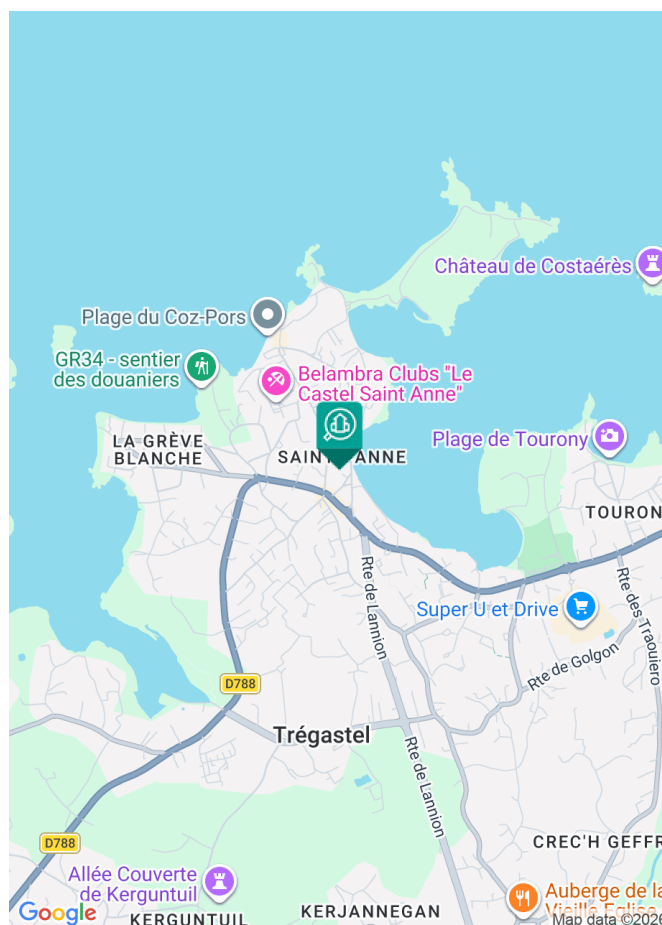 Château de Costaérès
Plage du Coz-Pors
GR34 - sentier
des douaniers
Belambra Clubs "Le
Castel Saint Anne"
LA GRÈVE
BLANCHE
Plage de Tourony
TOURON
Rte de Lannion
Super U et Drive
Rte des Traouïero
Rte de Golgon
D788
Trégastel
Rte de Lannion
D788
CREC'H GEFFR
Allée Couverte
de Kerguntuil
Auberge de la
Vieille Eglise
Google
KERGUNTUIL
KERJANNEGAN
Map data ©2026